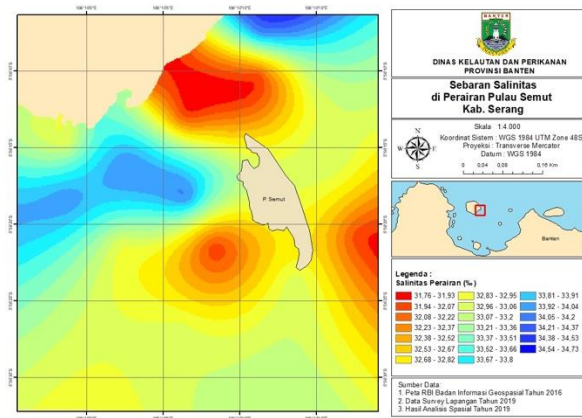 BANTEN
DINAS KELAUTAN DAN PERIKANAN
PROVINSI BANTEN
Sebaran Salinitas
di Perairan Pulau Semut
Kab. Serang
Skala 1:4.000
Koordinat Sistem : WGS 1984 UTM Zone 48S
Proyeksi : Transverse Mercator
Datum : WGS 1984
N
W E
S
0 0,04 0,08 0,16 Km
Banten
P. Semut
Legenda :
Salinitas Perairan (‰)
31,76 - 31,93 32,83 - 32,95 33,81 - 33,91
31,94 - 32,07 32,96 - 33,06 33,92 - 34,04
32,08 - 32,22 33,07 - 33,2 34,05 - 34,2
32,23 - 32,37 33,21 - 33,36 34,21 - 34,37
32,38 - 32,52 33,37 - 33,51 34,38 - 34,53
32,53 - 32,67 33,52 - 33,66 34,54 - 34,73
32,68 - 32,82 33,67 - 33,8
Sumber Data:
1. Peta RBI Badan Informasi Geospasial Tahun 2016
2. Data Survey Lapangan Tahun 2019
3. Hasil Analisis Spasial Tahun 2019